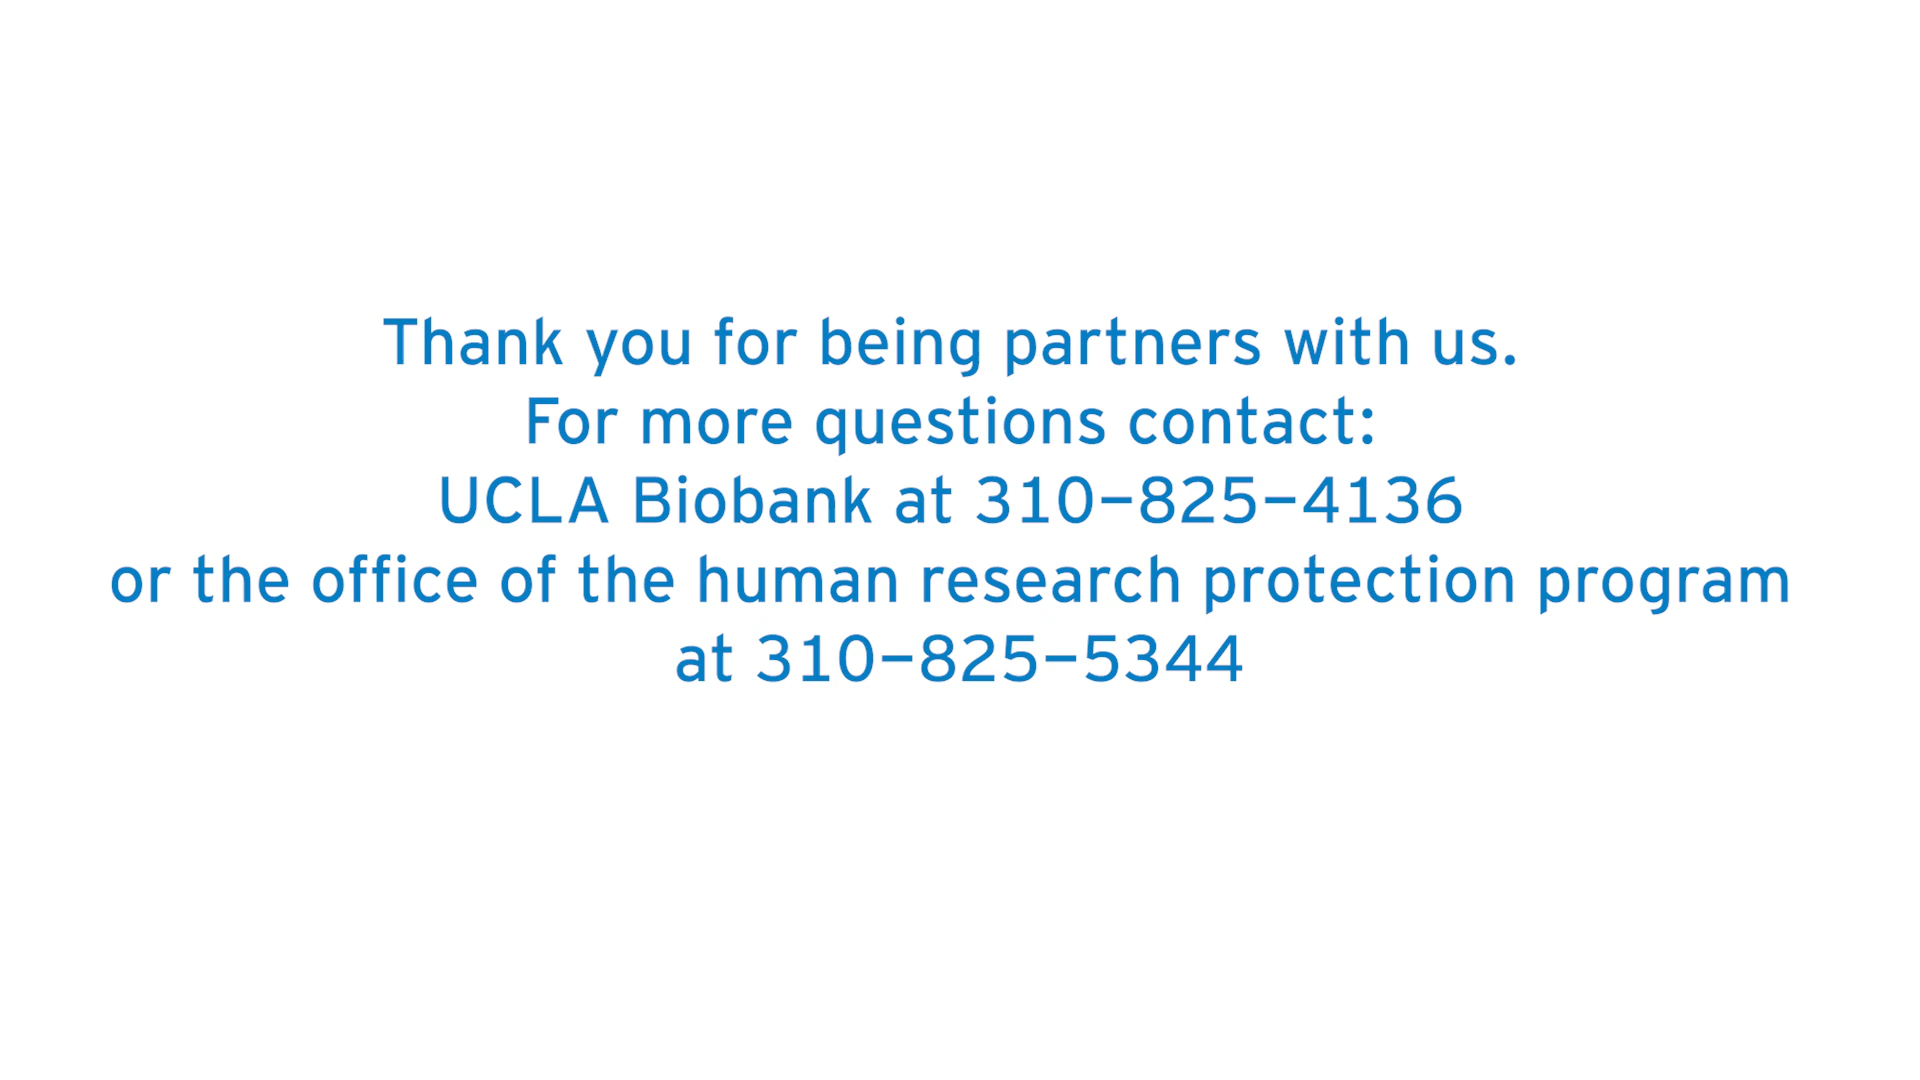 Thank you for being partners with us.
For more questions contact:
UCLA Biobank at 310–825–4136
or the office of the human research protection program
at 310–825–5344